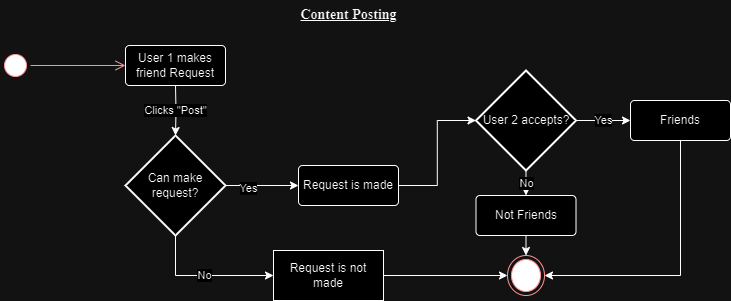 Content Posting
User 1 makes
friend Request
Clicks "Post"
Can make
request?
Yes
Request is made
User 2 accepts?
Yes
Friends
No
Not Friends
No
Request is not
made